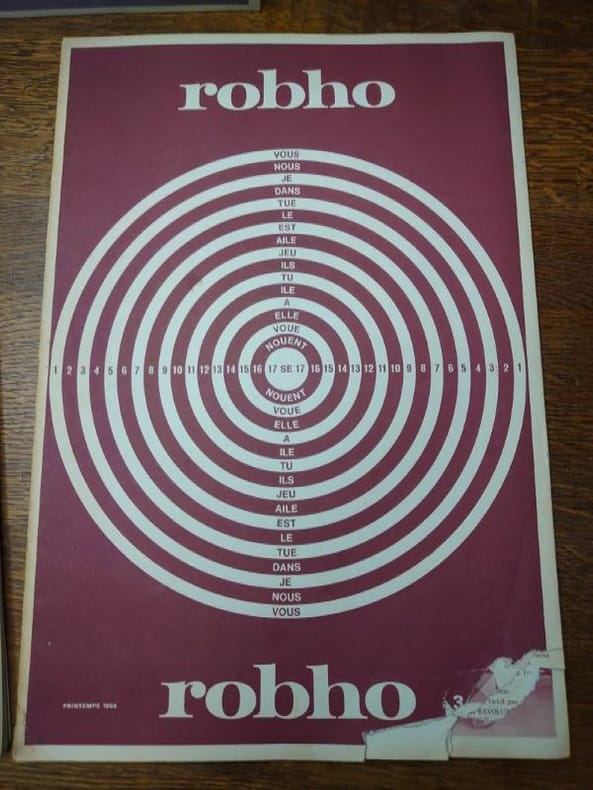 robho
VOUS
NOUS
JE
DANS
TUE
LE
EST
AILE
JEU
ILS
TU
ILE
A
ELLE
VOUE
NOUENT
1 2 3 4 5 6 7 8 9 10 11 12 13 14 15 16 17 SE 17 16 15 14 13 12 11 10 9 8 7 6 5 4 3 2 1
NOUENT
VOUE
ELLE
A
ILE
TU
ILS
JEU
AILE
EST
LE
TUE
DANS
JE
NOUS
VOUS
robho
3
PRINTEMPS